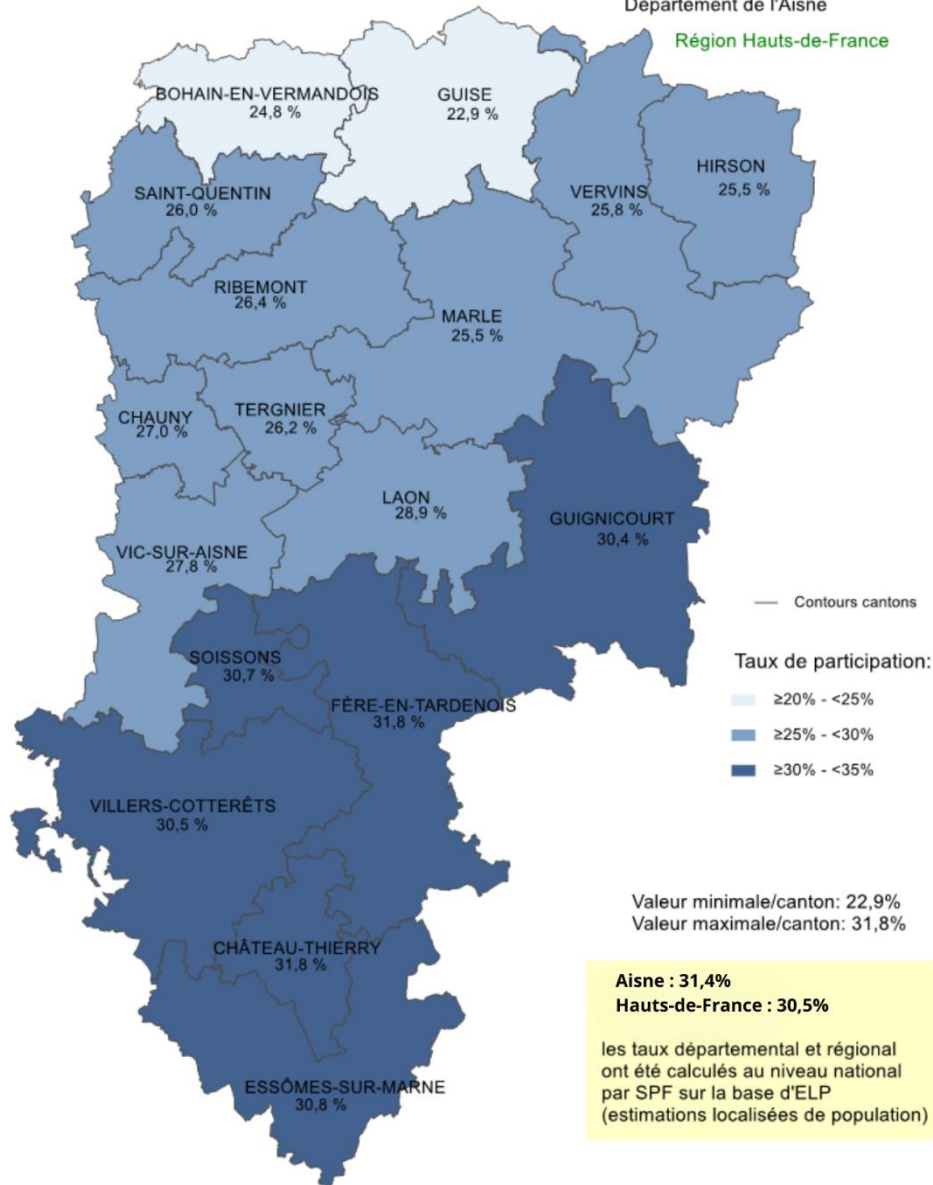 Département de l'Aisne
Région Hauts-de-France
BOHAIN-EN-VERMANDOIS
24,8 %
GUISE
22,9 %
HIRSON
25,5 %
VERVINS
25,8 %
SAINT-QUENTIN
26,0 %
RIBEMONT
26,4 %
MARLE
25,5 %
CHAUNY
27,0 %
TERGNIER
26,2 %
LAON
28,9 %
GUIGNICOURT
30,4 %
VIC-SUR-AISNE
27,8 %
Contours cantons
SOISSONS
30,7 %
Taux de participation:
≥20% - <25%
≥25% - <30%
≥30% - <35%
FÈRE-EN-TARDENOIS
31,8 %
VILLERS-COTTERÊTS
30,5 %
Valeur minimale/canton: 22,9%
Valeur maximale/canton: 31,8%
CHÂTEAU-THIERRY
31,8 %
Aisne : 31,4%
Hauts-de-France : 30,5%
les taux départemental et régional
ont été calculés au niveau national
par SPF sur la base d'ELP
(estimations localisées de population)
ESSÔMES-SUR-MARNE
30,8 %